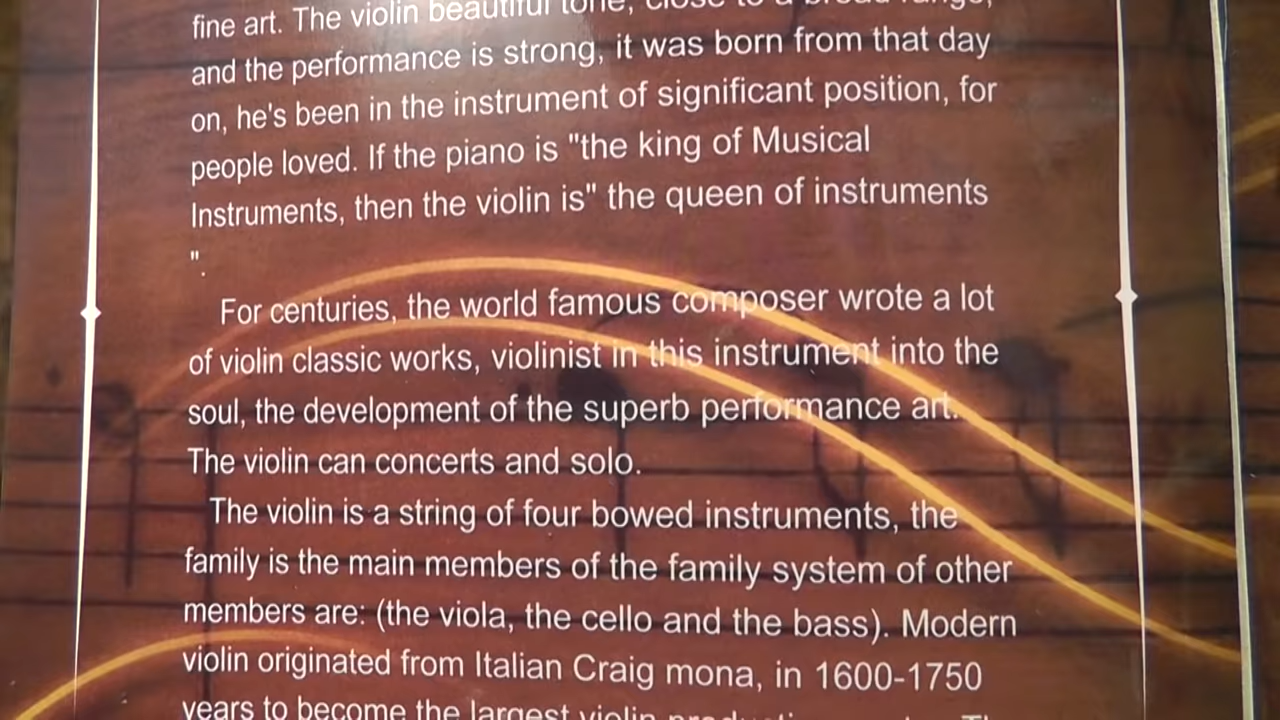 fine art. The violin beautiful tone, close to a broad range,
and the performance is strong, it was born from that day
on, he's been in the instrument of significant position, for
people loved. If the piano is "the king of Musical
Instruments, then the violin is" the queen of instruments
".
For centuries, the world famous composer wrote a lot
of violin classic works, violinist in this instrument into the
soul, the development of the superb performance art.
The violin can concerts and solo.
The violin is a string of four bowed instruments, the
family is the main members of the family system of other
members are: (the viola, the cello and the bass). Modern
violin originated from Italian Craig mona, in 1600-1750
years to become the largest violin